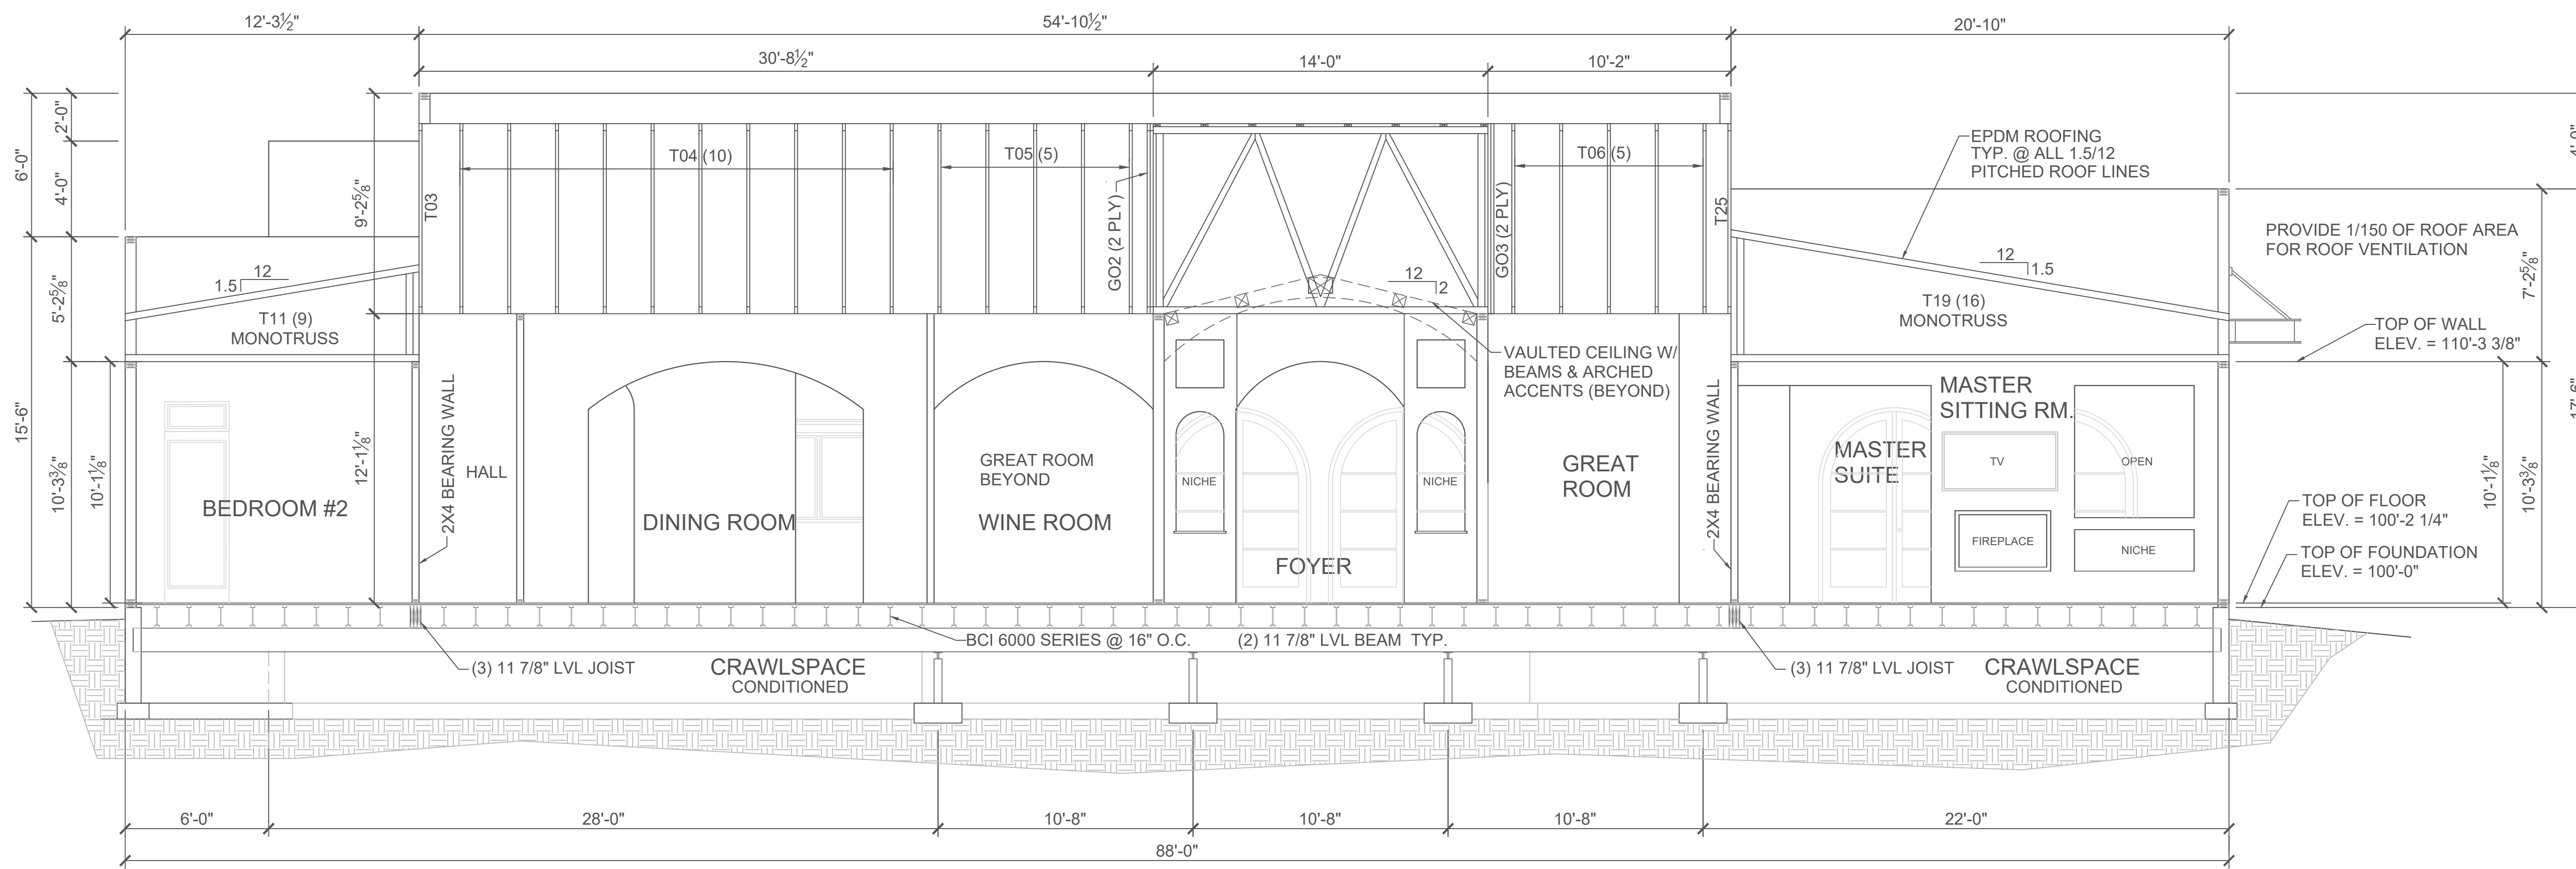 12'-3½"
54'-10½"
20'-10"
30'-8½"
14'-0"
10'-2"
2'-0"
6'-0"
4'-0"
9'-2⅝"
5'-2⅝"
15'-6"
10'-3⅜"
10'-1⅛"
12'-1⅛"
T03
T04 (10)
T05 (5)
GO2 (2 PLY)
GO3 (2 PLY)
T06 (5)
T25
12
1.5
T11 (9)
MONOTRUSS
12
2
EPDM ROOFING
TYP. @ ALL 1.5/12
PITCHED ROOF LINES
12
1.5
T19 (16)
MONOTRUSS
PROVIDE 1/150 OF ROOF AREA
FOR ROOF VENTILATION
7'-2⅝"
TOP OF WALL
ELEV. = 110'-3 3/8"
VAULTED CEILING W/
BEAMS & ARCHED
ACCENTS (BEYOND)
2X4 BEARING WALL
HALL
BEDROOM #2
DINING ROOM
GREAT ROOM
BEYOND
WINE ROOM
NICHE
FOYER
NICHE
GREAT
ROOM
2X4 BEARING WALL
MASTER
SITTING RM.
MASTER
SUITE
TV
OPEN
FIREPLACE
NICHE
10'-1⅛"
10'-3⅜"
TOP OF FLOOR
ELEV. = 100'-2 1/4"
TOP OF FOUNDATION
ELEV. = 100'-0"
BCI 6000 SERIES @ 16" O.C.
(2) 11 7/8" LVL BEAM TYP.
(3) 11 7/8" LVL JOIST
CRAWLSPACE
CONDITIONED
(3) 11 7/8" LVL JOIST
CRAWLSPACE
CONDITIONED
6'-0"
28'-0"
10'-8"
10'-8"
10'-8"
22'-0"
88'-0"